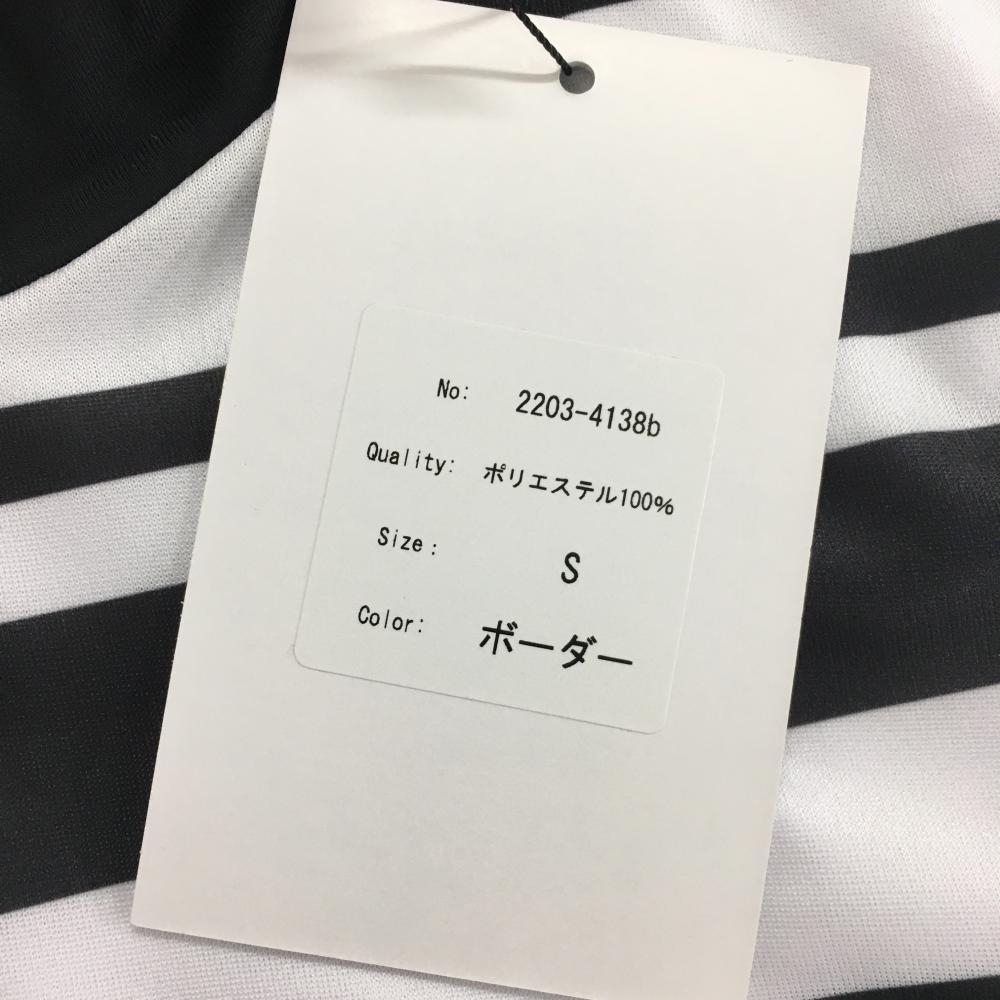 No: 2203-4138b
Quality: ポリエステル100%
Size: S
Color: ボーダー